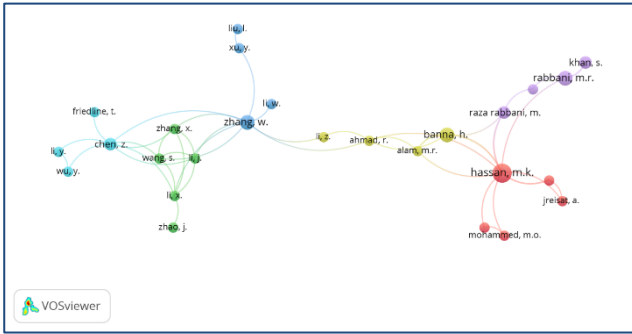 liu, l.
xu, y.
khan, s.
rabbani, m.r.
li, w.
friedline, t.
raza rabbani, m.
zhang, w.
zhang, x.
banna, h.
li, z.
ahmad, r.
chen, z.
alam, m.r.
li, y.
wang, s.
li, j.
wu, y.
hassan, m.k.
li, x.
jreisat, a.
zhao, j.
mohammed, m.o.
VOSviewer